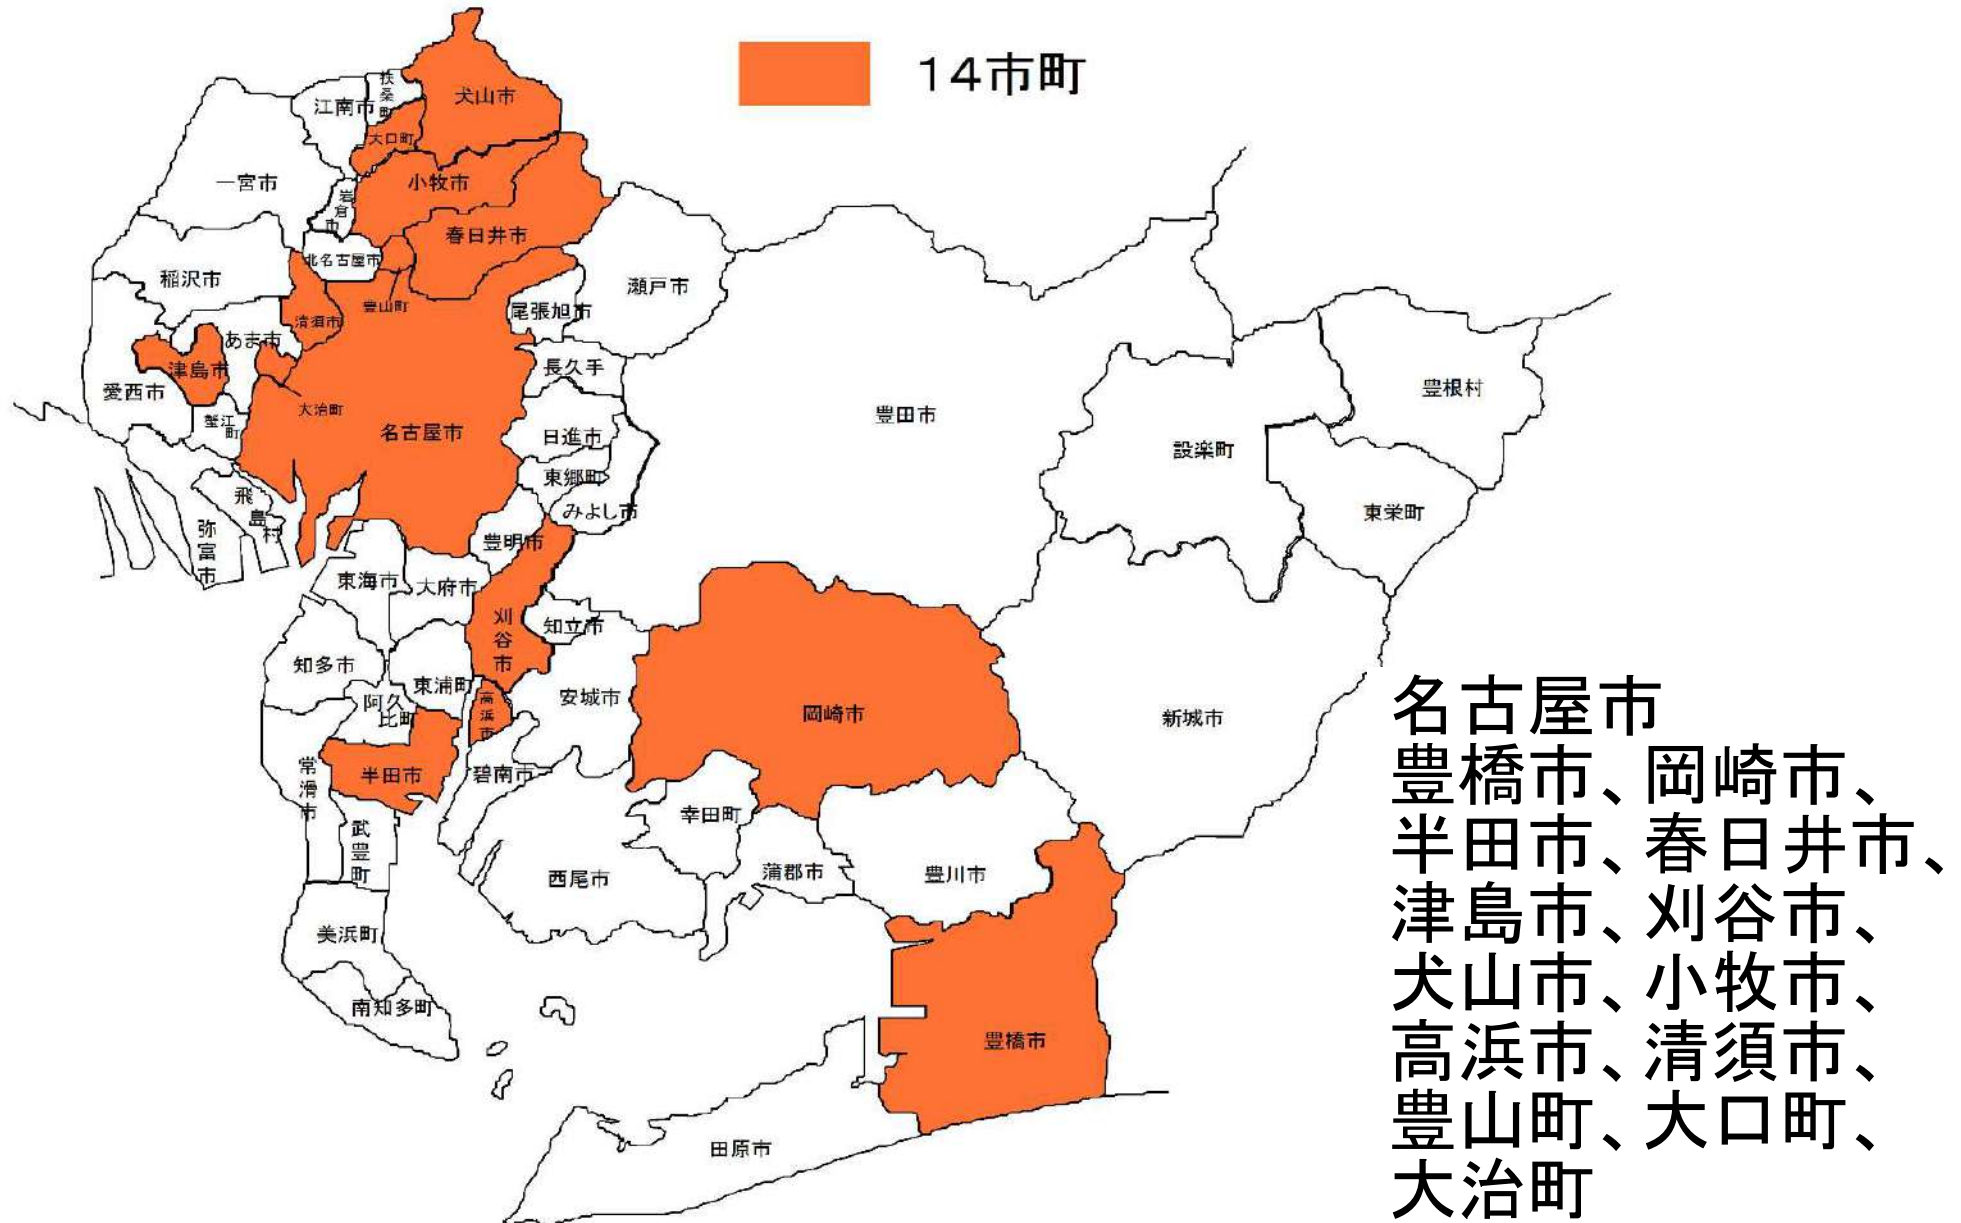 14市町
扶桑町
江南市
犬山市
大口町
一宮市
小牧市
岩倉市
春日井市
北名古屋市
稲沢市
瀬戸市
豊山町
尾張旭市
清須市
あま市
津島市
長久手
愛西市
豊根村
大治町
豊田市
蟹江町
名古屋市
日進市
設楽町
東郷町
飛島村
みよし市
東栄町
弥富市
豊明市
東海市
大府市
刈谷市
知立市
知多市
東浦町
阿久比町
高浜市
安城市
岡崎市
新城市
常滑市
半田市
碧南市
幸田町
武豊町
西尾市
蒲郡市
豊川市
美浜町
南知多町
豊橋市
田原市
名古屋市
豊橋市、岡崎市、
半田市、春日井市、
津島市、刈谷市、
犬山市、小牧市、
高浜市、清須市、
豊山町、大口町、
大治町